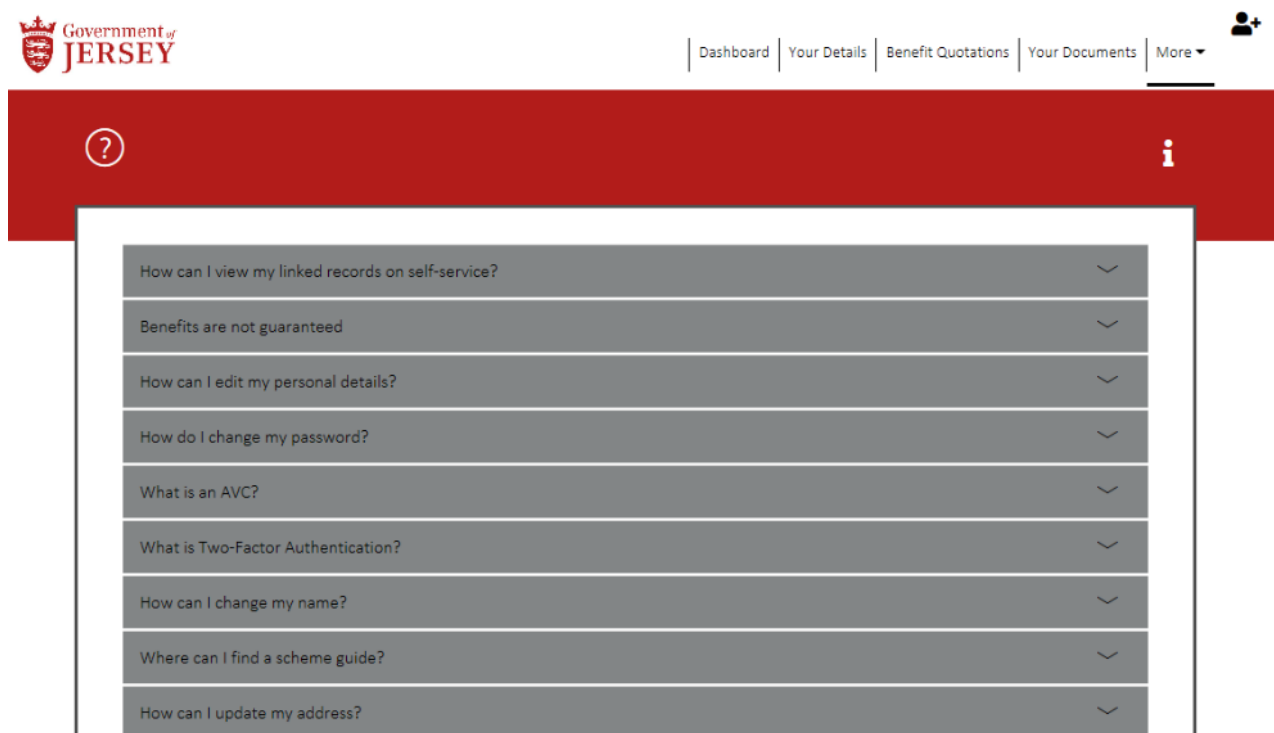 Government of
JERSEY
Dashboard
Your Details
Benefit Quotations
Your Documents
More
?
i
How can I view my linked records on self-service?
Benefits are not guaranteed
How can I edit my personal details?
How do I change my password?
What is an AVC?
What is Two-Factor Authentication?
How can I change my name?
Where can I find a scheme guide?
How can I update my address?